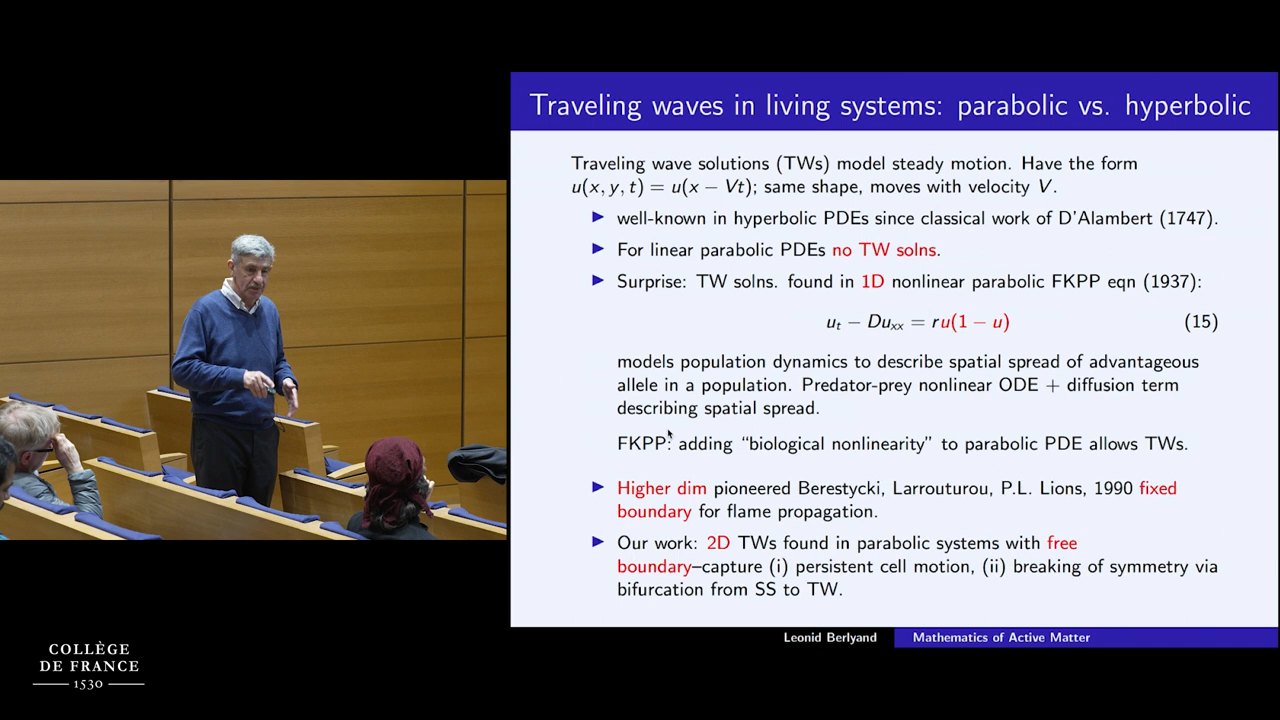 Traveling waves in living systems: parabolic vs. hyperbolic
Traveling wave solutions (TWs) model steady motion. Have the form
u(x, y, t) = u(x − Vt); same shape, moves with velocity V.
▶ well-known in hyperbolic PDEs since classical work of D'Alambert (1747).
▶ For linear parabolic PDEs no TW solns.
▶ Surprise: TW solns. found in 1D nonlinear parabolic FKPP eqn (1937):
uₜ − Duₓₓ = ru(1 − u) (15)
models population dynamics to describe spatial spread of advantageous
allele in a population. Predator-prey nonlinear ODE + diffusion term
describing spatial spread.
FKPP: adding “biological nonlinearity” to parabolic PDE allows TWs.
▶ Higher dim pioneered Berestycki, Larrouturou, P.L. Lions, 1990 fixed
boundary for flame propagation.
▶ Our work: 2D TWs found in parabolic systems with free
boundary–capture (i) persistent cell motion, (ii) breaking of symmetry via
bifurcation from SS to TW.
Leonid Berlyand Mathematics of Active Matter
COLLÈGE
DE FRANCE
1530